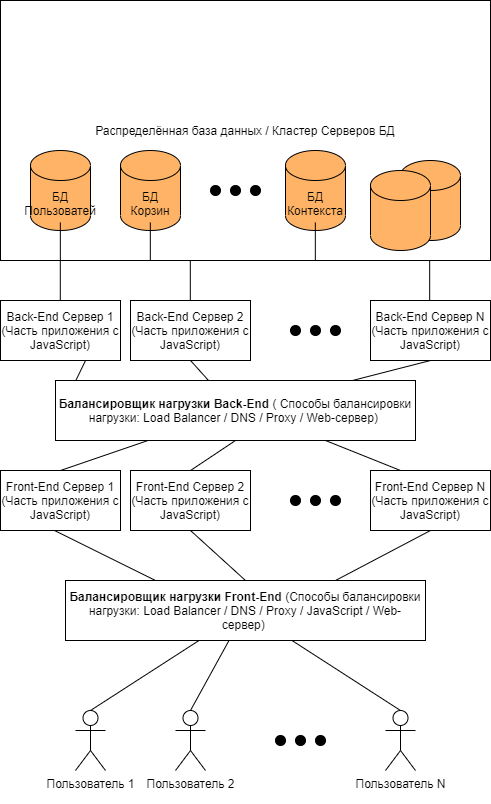 Распределённая база данных / Кластер Серверов БД
БД
Пользоватей
БД
Корзин
БД
Контекста
Back-End Сервер 1
(Часть приложения с
JavaScript)
Back-End Сервер 2
(Часть приложения с
JavaScript)
Back-End Сервер N
(Часть приложения с
JavaScript)
Балансировщик нагрузки Back-End ( Способы балансировки
нагрузки: Load Balancer / DNS / Proxy / Web-сервер)
Front-End Сервер 1
(Часть приложения с
JavaScript)
Front-End Сервер 2
(Часть приложения с
JavaScript)
Front-End Сервер N
(Часть приложения с
JavaScript)
Балансировщик нагрузки Front-End (Способы балансировки
нагрузки: Load Balancer / DNS / Proxy / JavaScript / Web-
сервер)
Пользователь 1
Пользователь 2
Пользователь N